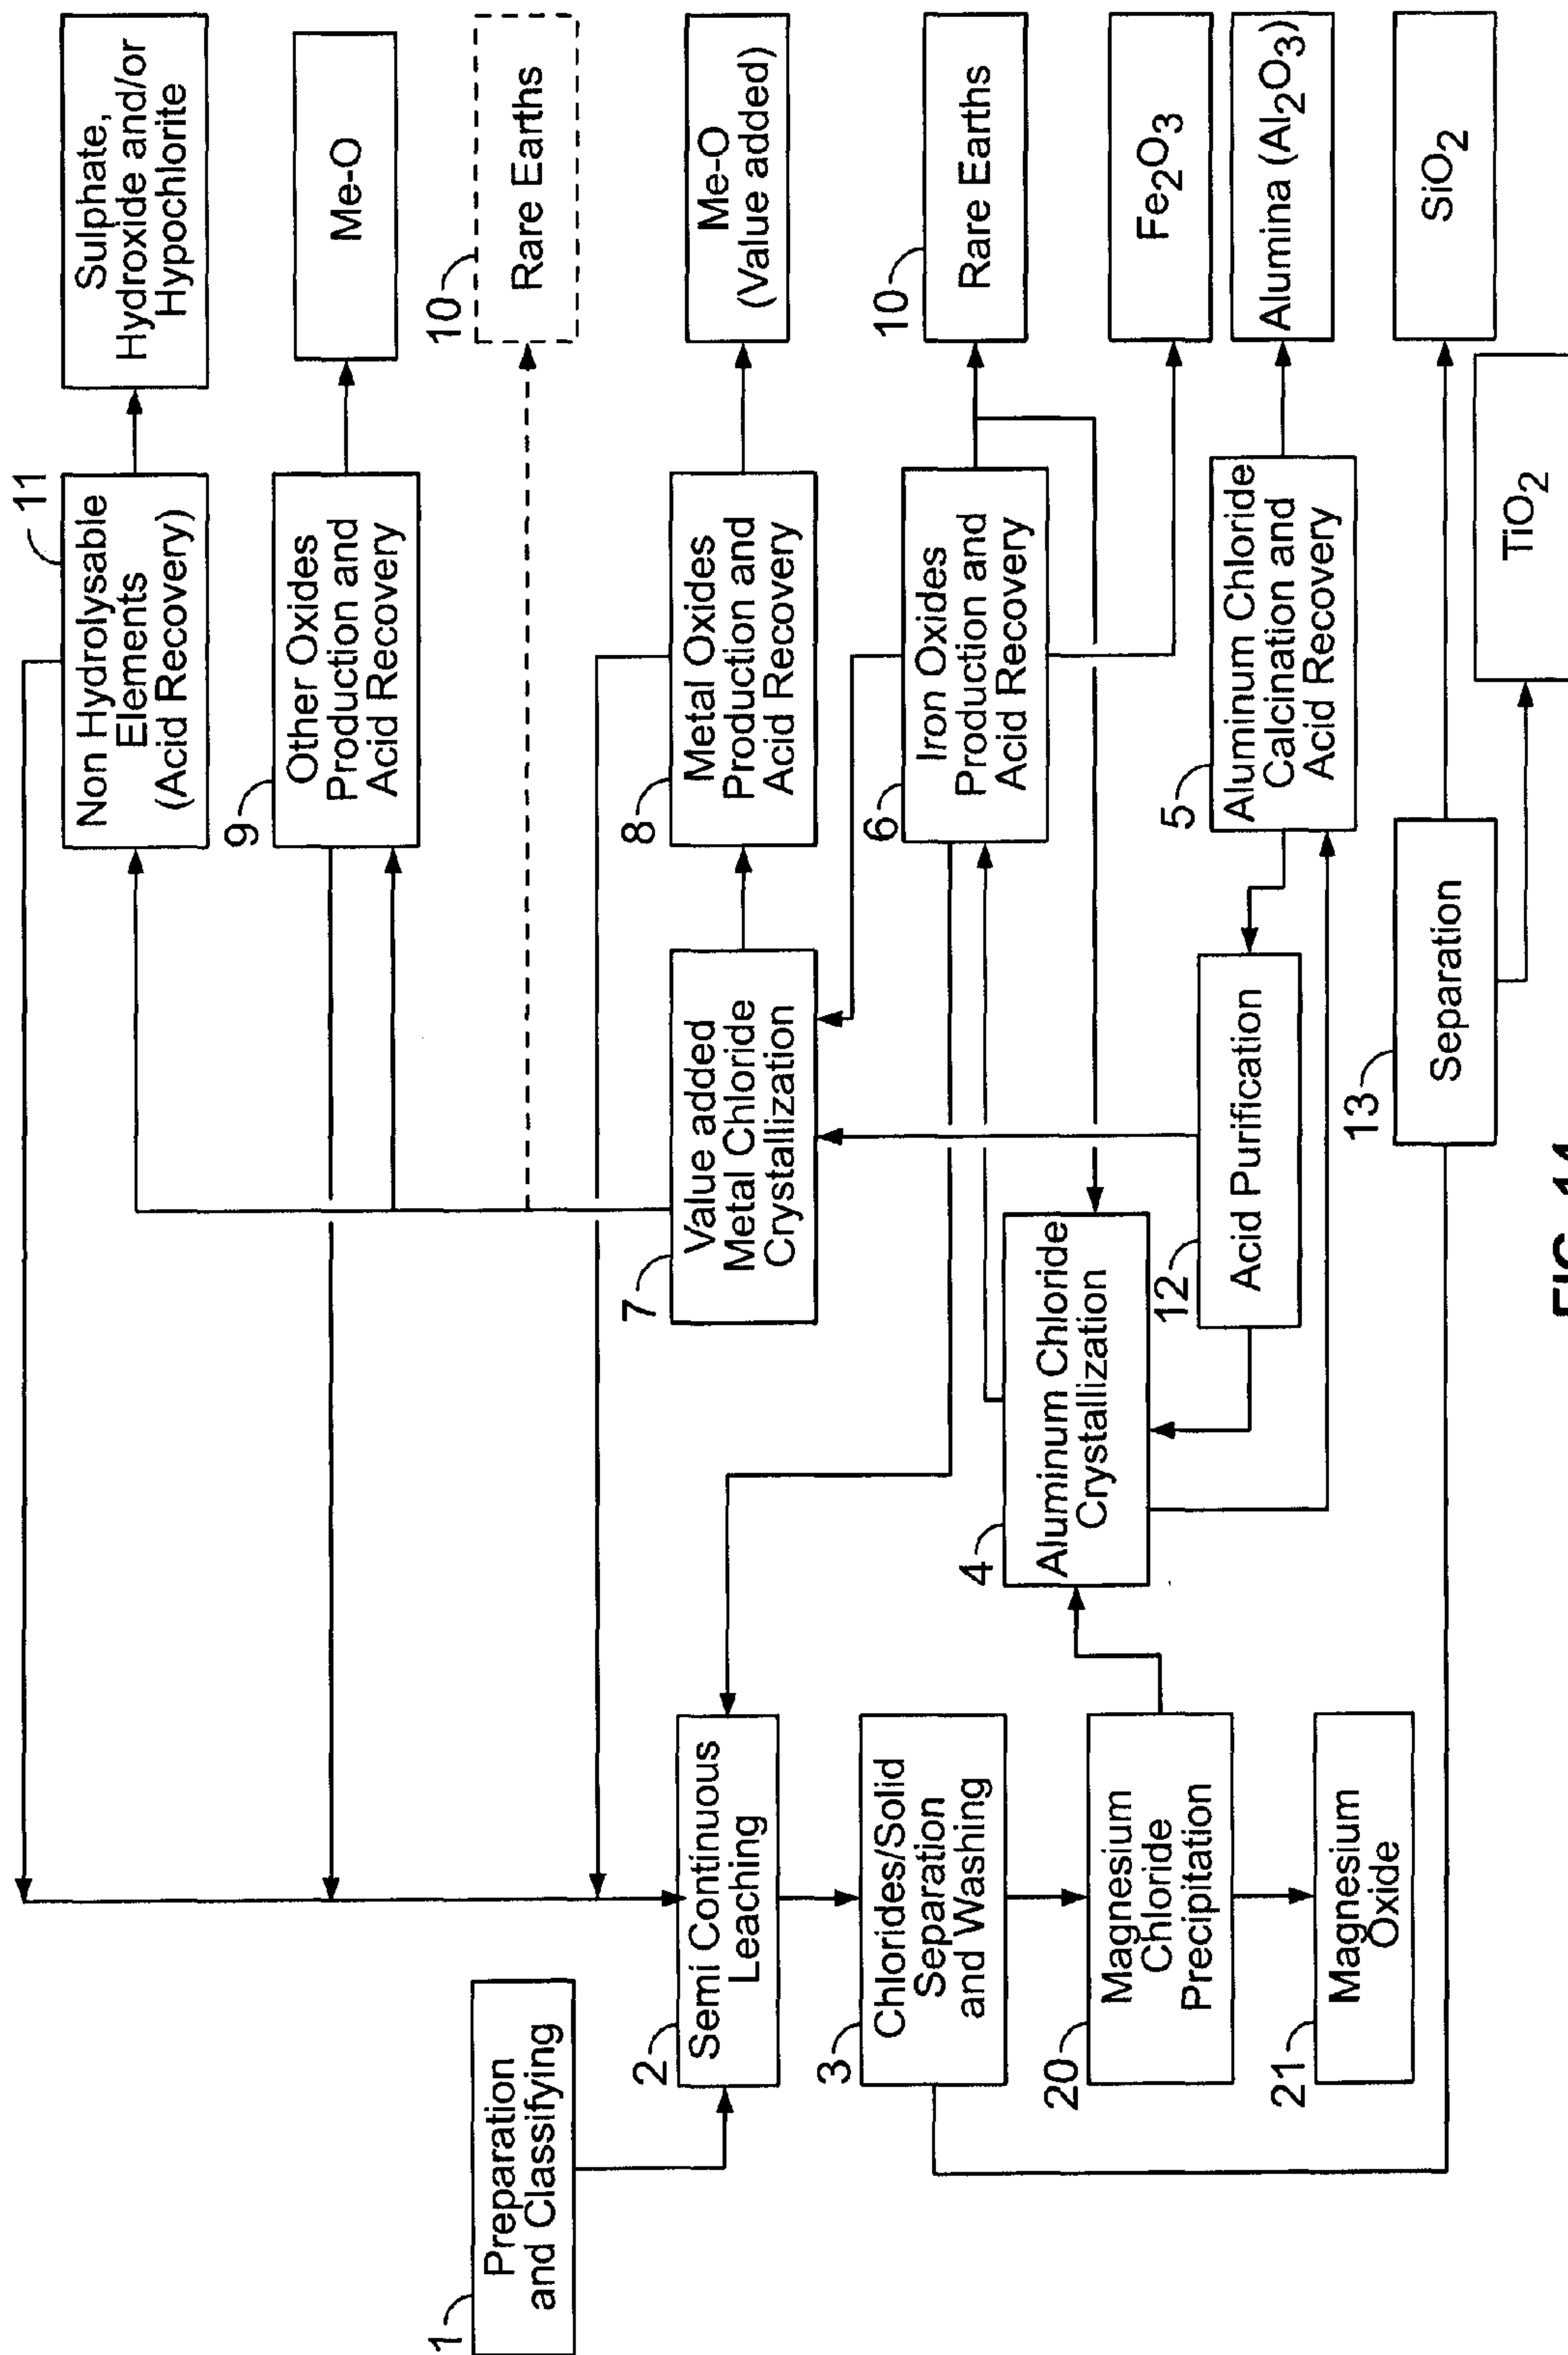 11
Non Hydrolysable
Elements
(Acid Recovery)
Sulphate,
Hydroxide and/or
Hypochlorite
9
Other Oxides
Production and
Acid Recovery
Me-O
1
Preparation
and Classifying
10
Rare Earths
2
Semi Continuous
Leaching
7
Value added
Metal Chloride
Crystallization
8
Metal Oxides
Production and
Acid Recovery
Me-O
(Value added)
3
Chlorides/Solid
Separation
and Washing
6
Iron Oxides
Production and
Acid Recovery
10
Rare Earths
4
Aluminum Chloride
Crystallization
20
Magnesium
Chloride
Precipitation
Fe2O3
12
Acid Purification
5
Aluminum Chloride
Calcination and
Acid Recovery
Alumina (Al2O3)
21
Magnesium
Oxide
13
Separation
SiO2
TiO2
FIG.